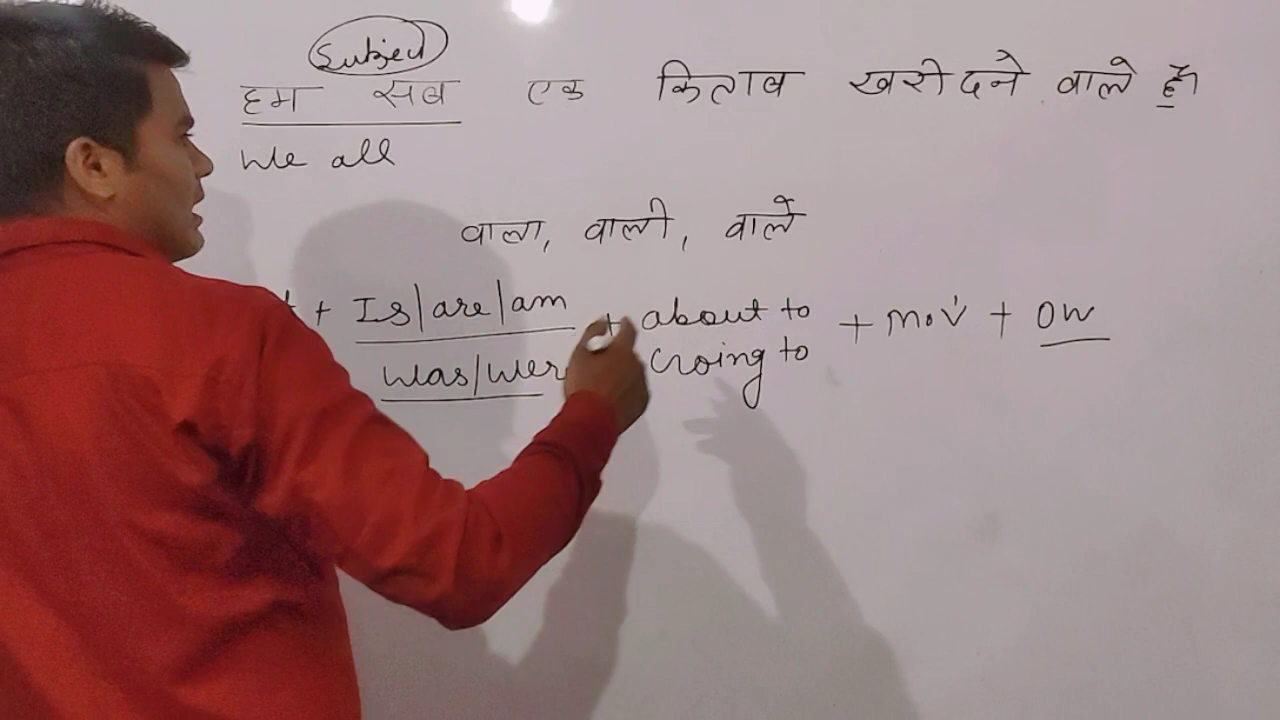 Subject
हम सब एक किताब खरीदने वाले हैं
We all
वाला, वाली, वाले
+ Is/are/am + about to + mov' + ow
was/wer going to